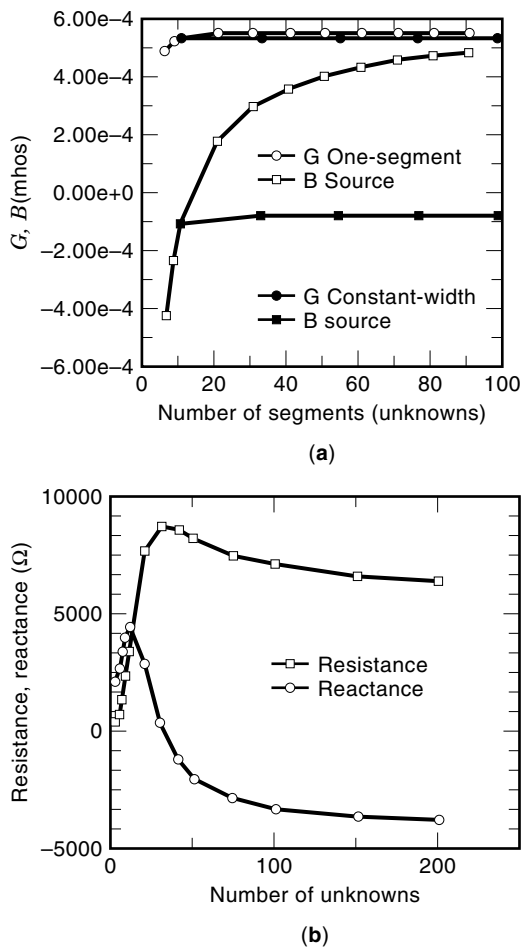 6.00e–4
4.00e–4
2.00e–4
0.00e+0
–2.00e–4
–4.00e–4
–6.00e–4
G, B(mhos)
G One-segment
B Source
G Constant-width
B source
0 20 40 60 80 100
Number of segments (unknowns)
(a)
10000
5000
0
–5000
Resistance, reactance (Ω)
Resistance
Reactance
0 100 200
Number of unknowns
(b)